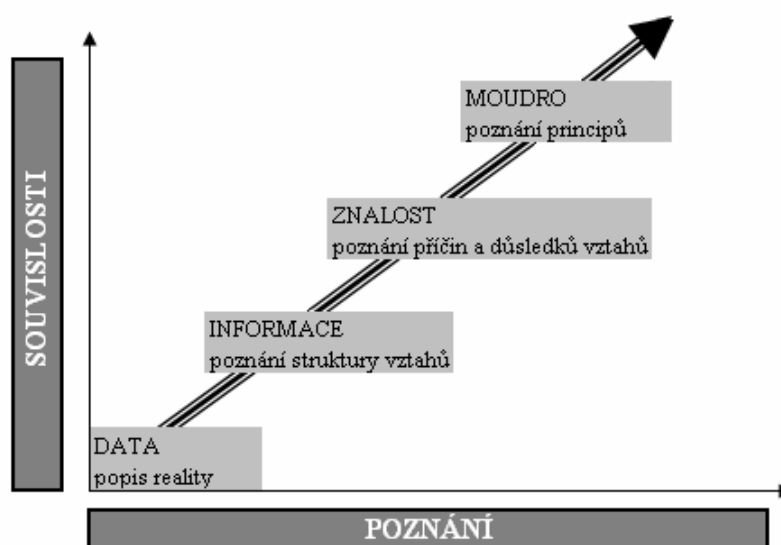 SOUVISLOSTI
MOUDRO
poznání principů
ZNALOST
poznání příčin a důsledků vztahů
INFORMACE
poznání struktury vztahů
DATA
popis reality
POZNÁNÍ